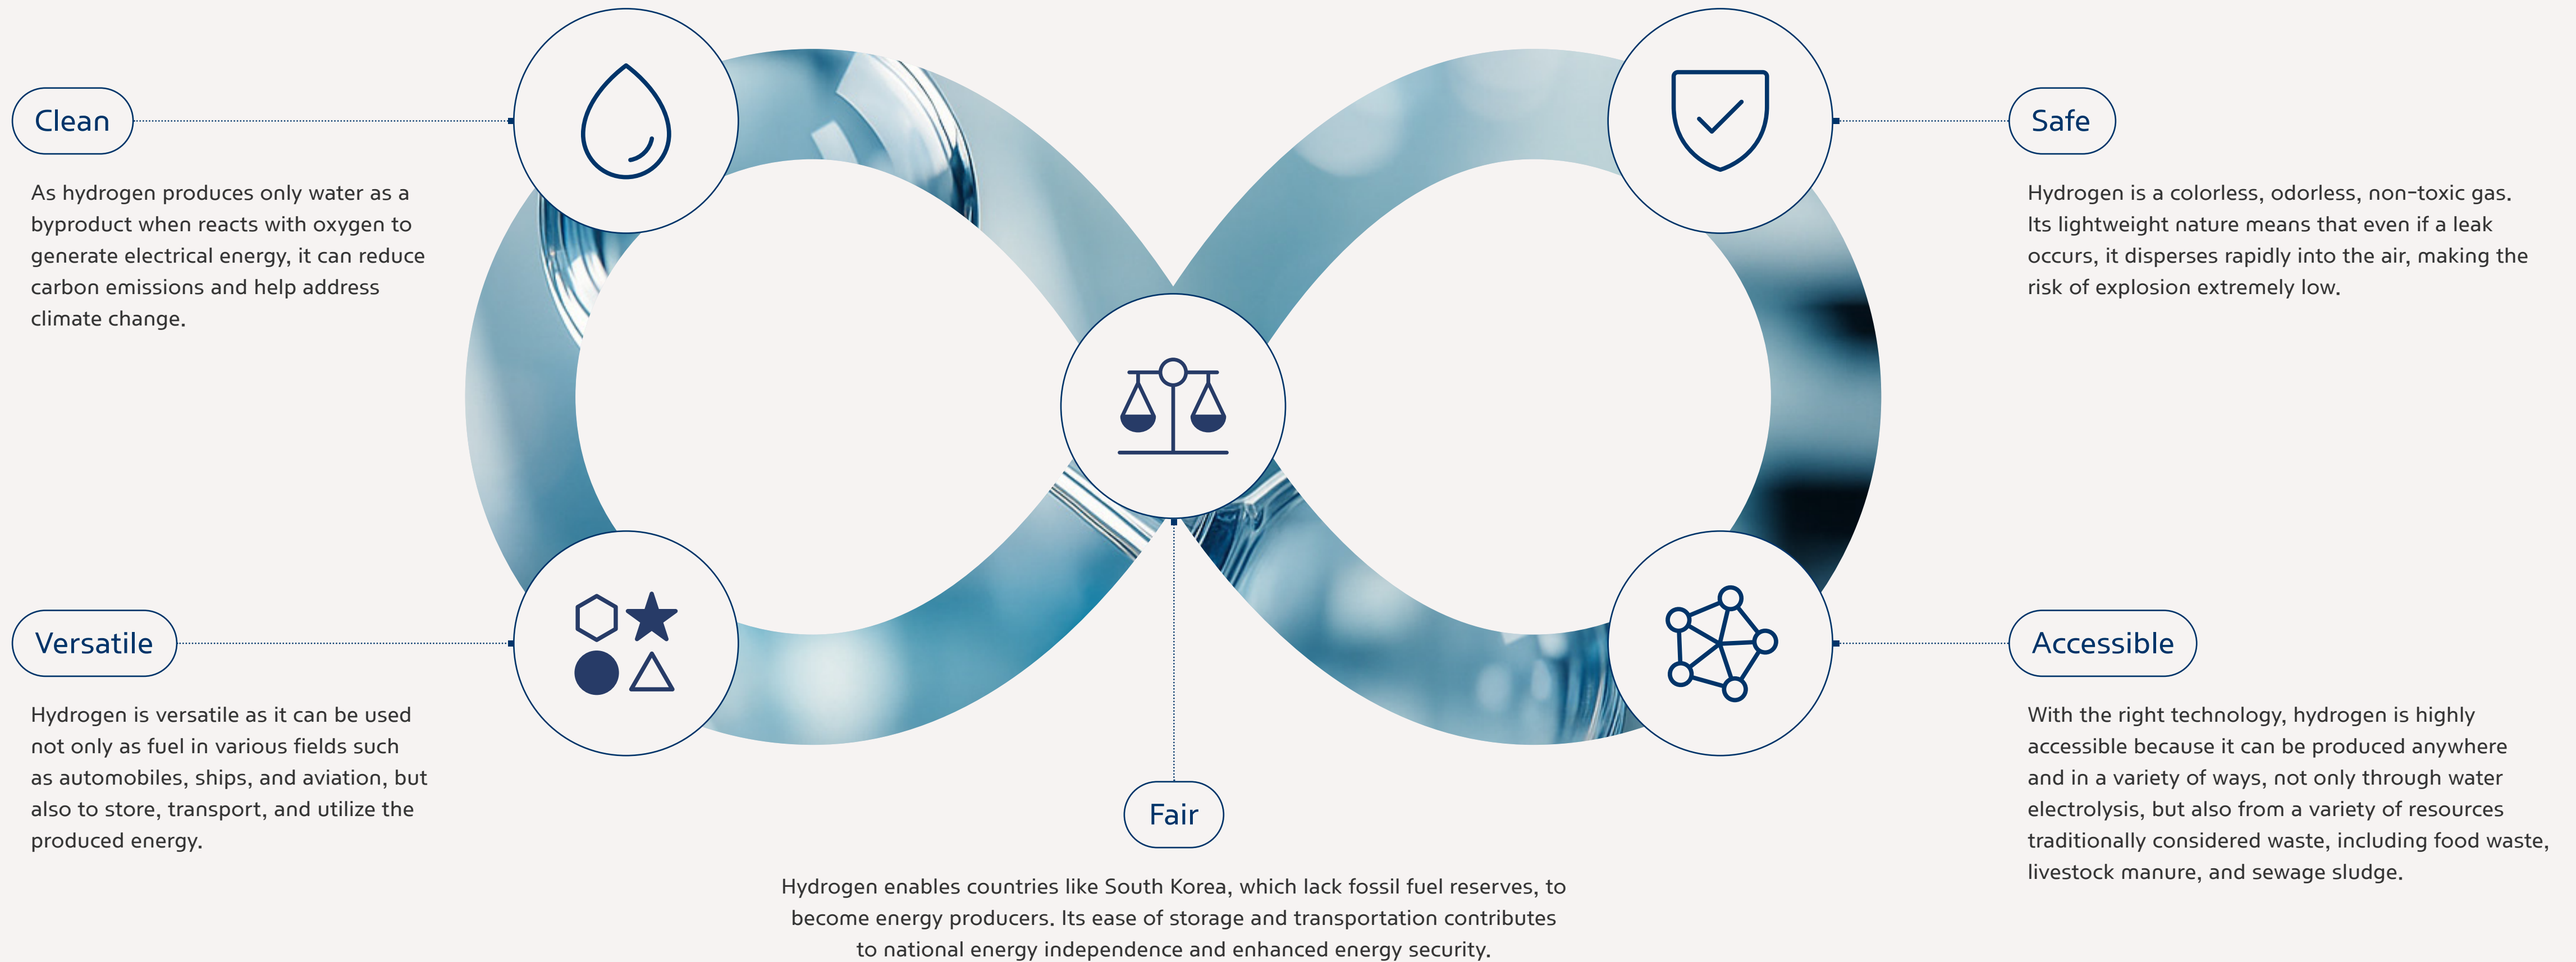 Clean
As hydrogen produces only water as a
byproduct when reacts with oxygen to
generate electrical energy, it can reduce
carbon emissions and help address
climate change.
Safe
Hydrogen is a colorless, odorless, non-toxic gas.
Its lightweight nature means that even if a leak
occurs, it disperses rapidly into the air, making the
risk of explosion extremely low.
Versatile
Hydrogen is versatile as it can be used
not only as fuel in various fields such
as automobiles, ships, and aviation, but
also to store, transport, and utilize the
produced energy.
Fair
Hydrogen enables countries like South Korea, which lack fossil fuel reserves, to
become energy producers. Its ease of storage and transportation contributes
to national energy independence and enhanced energy security.
Accessible
With the right technology, hydrogen is highly
accessible because it can be produced anywhere
and in a variety of ways, not only through water
electrolysis, but also from a variety of resources
traditionally considered waste, including food waste,
livestock manure, and sewage sludge.